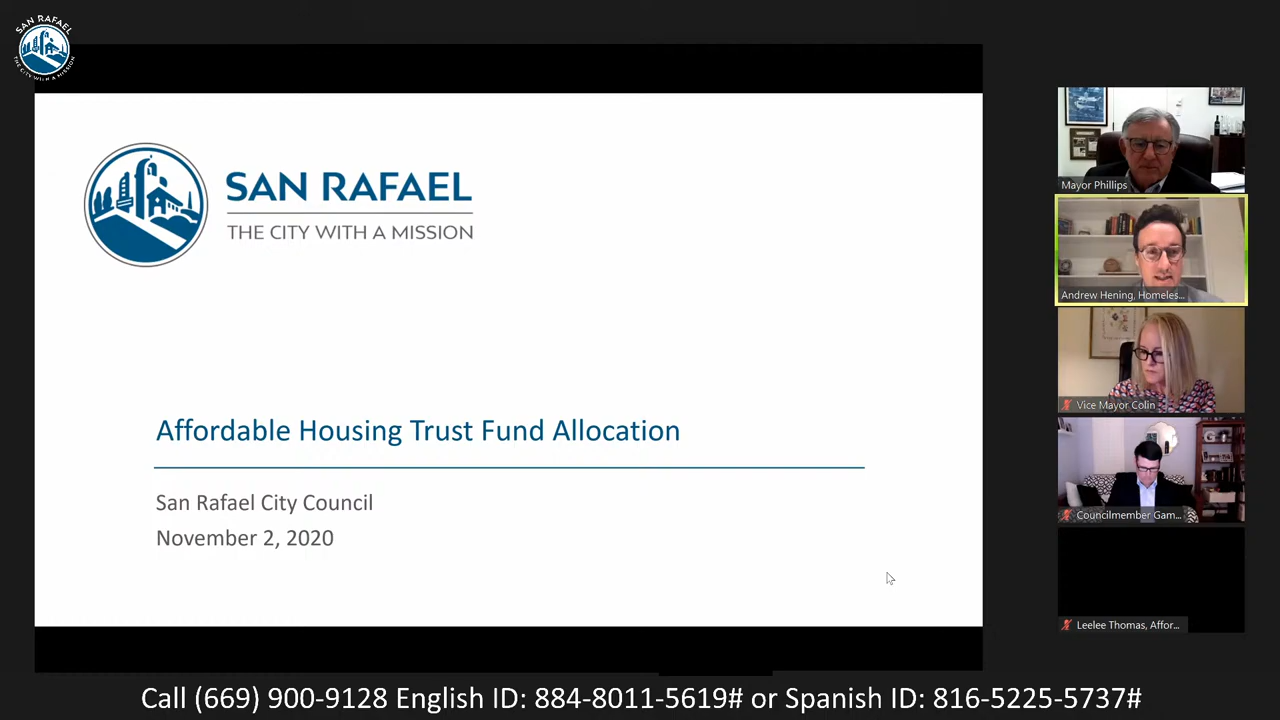 SAN RAFAEL
THE CITY WITH A MISSION
SAN RAFAEL
THE CITY WITH A MISSION
Affordable Housing Trust Fund Allocation
San Rafael City Council
November 2, 2020
Mayor Phillips
Andrew Hening, Homeles...
Vice Mayor Colin
Councilmember Gam...
Leelee Thomas, Affor...
Call (669) 900-9128 English ID: 884-8011-5619# or Spanish ID: 816-5225-5737#